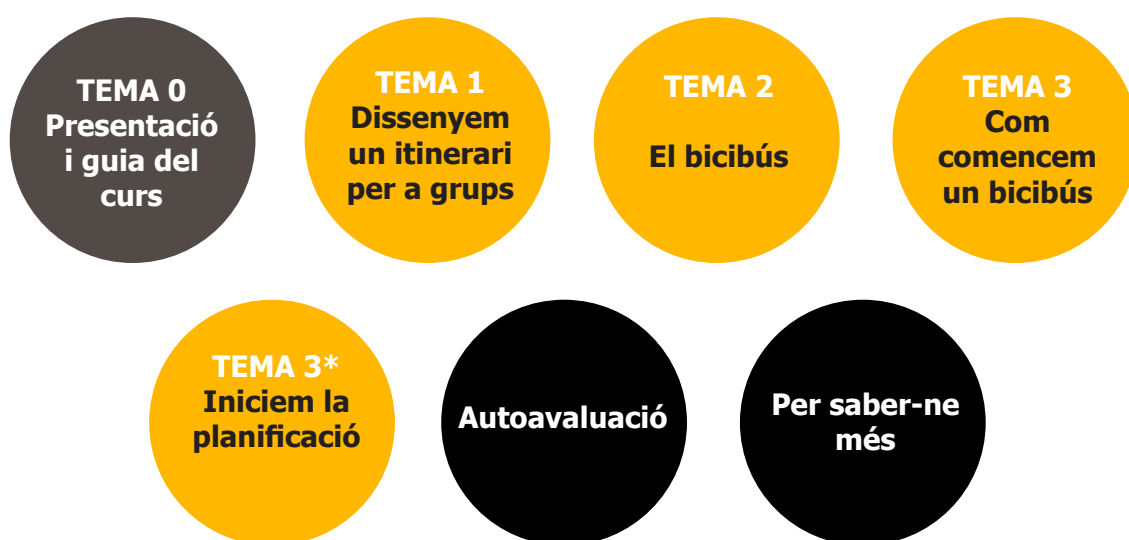 TEMA 0
Presentació
i guia del
curs
TEMA 1
Dissenyem
un itinerari
per a grups
TEMA 2
El bicibús
TEMA 3
Com
comencem
un bicibús
TEMA 3*
Iniciem la
planificació
Autoavaluació
Per saber-ne
més